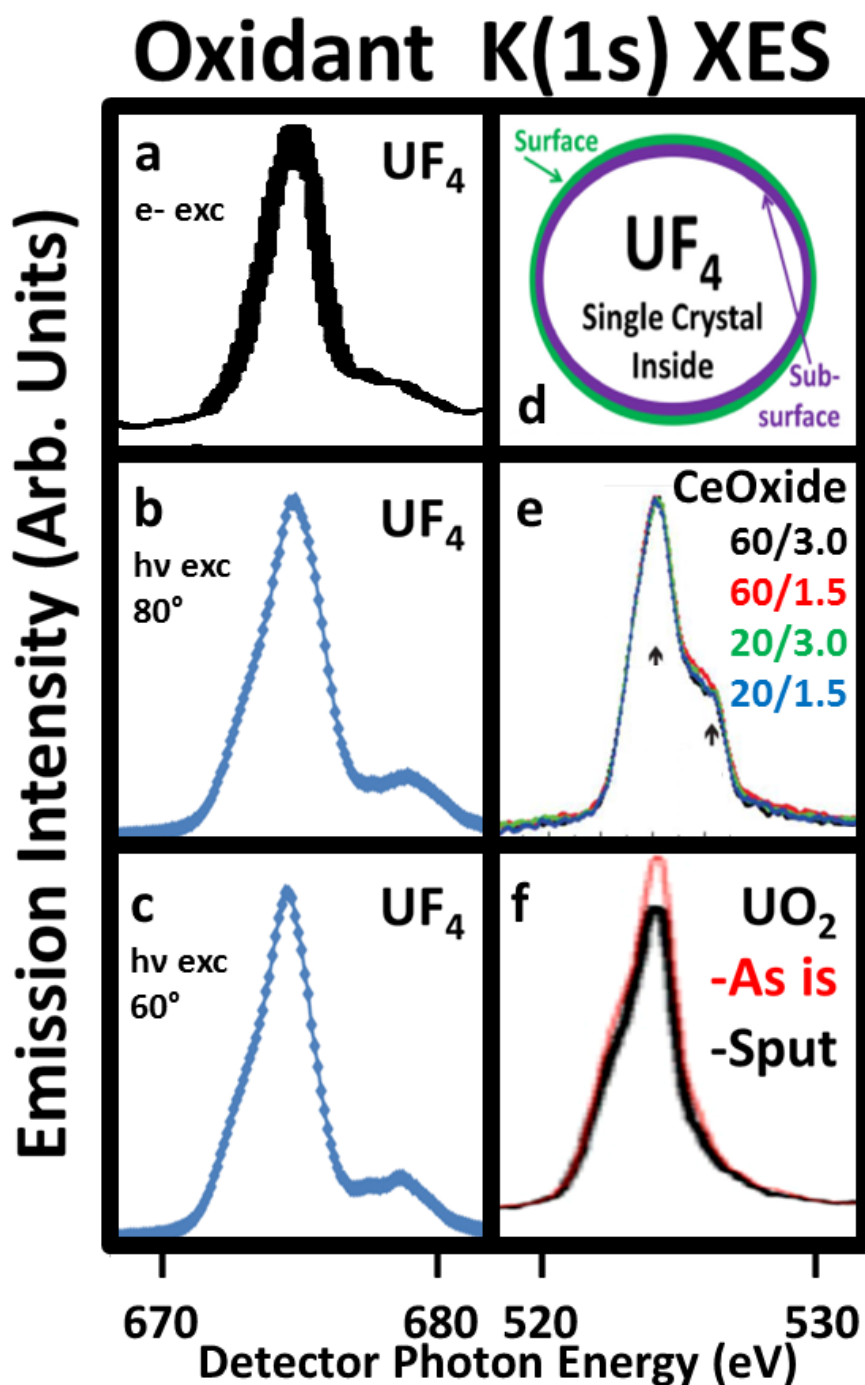 Oxidant K(1s) XES
Emission Intensity (Arb. Units)
a
UF₄
e- exc
Surface
UF₄
Single Crystal
Inside
Sub-
surface
d
b
UF₄
hν exc
80°
e
CeOxide
60/3.0
60/1.5
20/3.0
20/1.5
c
UF₄
hν exc
60°
f
UO₂
-As is
-Sput
670
680
520
530
Detector Photon Energy (eV)